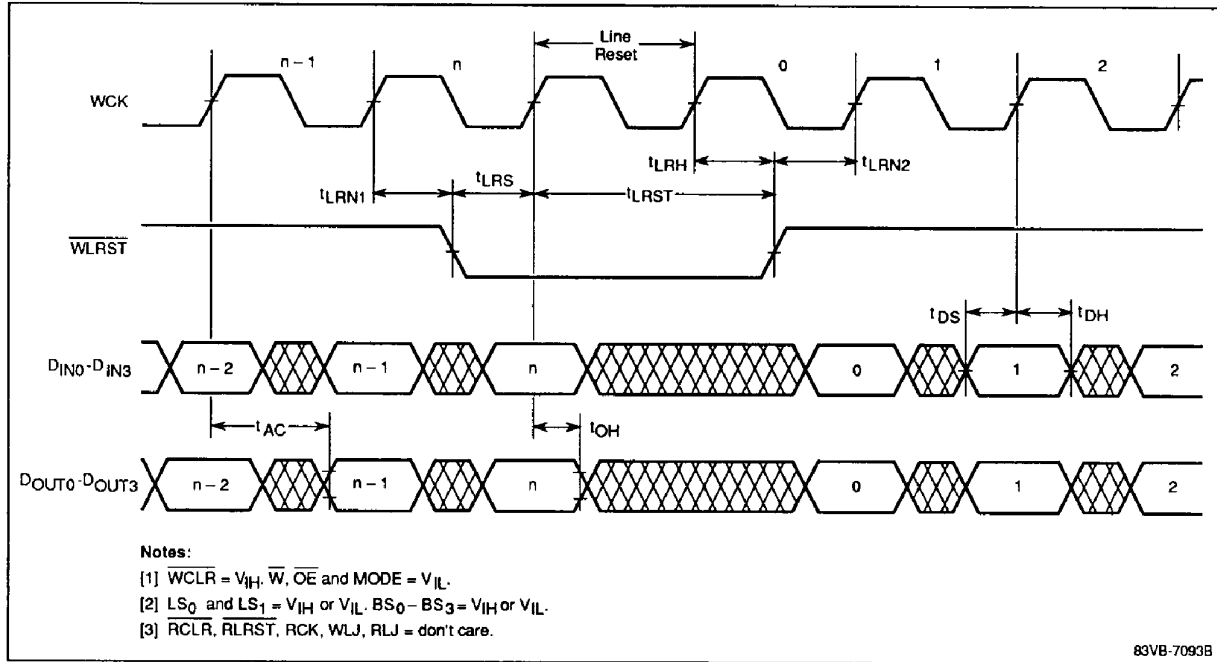 Line
Reset
n – 1
n
0
1
2
WCK
tLRH
tLRN2
tLRN1
tLRS
tLRST
WLRST
tDS
tDH
DIN0-DIN3
n – 2
n – 1
n
0
1
2
tAC
tOH
DOUT0-DOUT3
n – 2
n – 1
n
0
1
2
Notes:
[1] WCLR = VIH. W, OE and MODE = VIL.
[2] LS0 and LS1 = VIH or VIL. BS0 – BS3 = VIH or VIL.
[3] RCLR, RLRST, RCK, WLJ, RLJ = don't care.
83VB-7093B